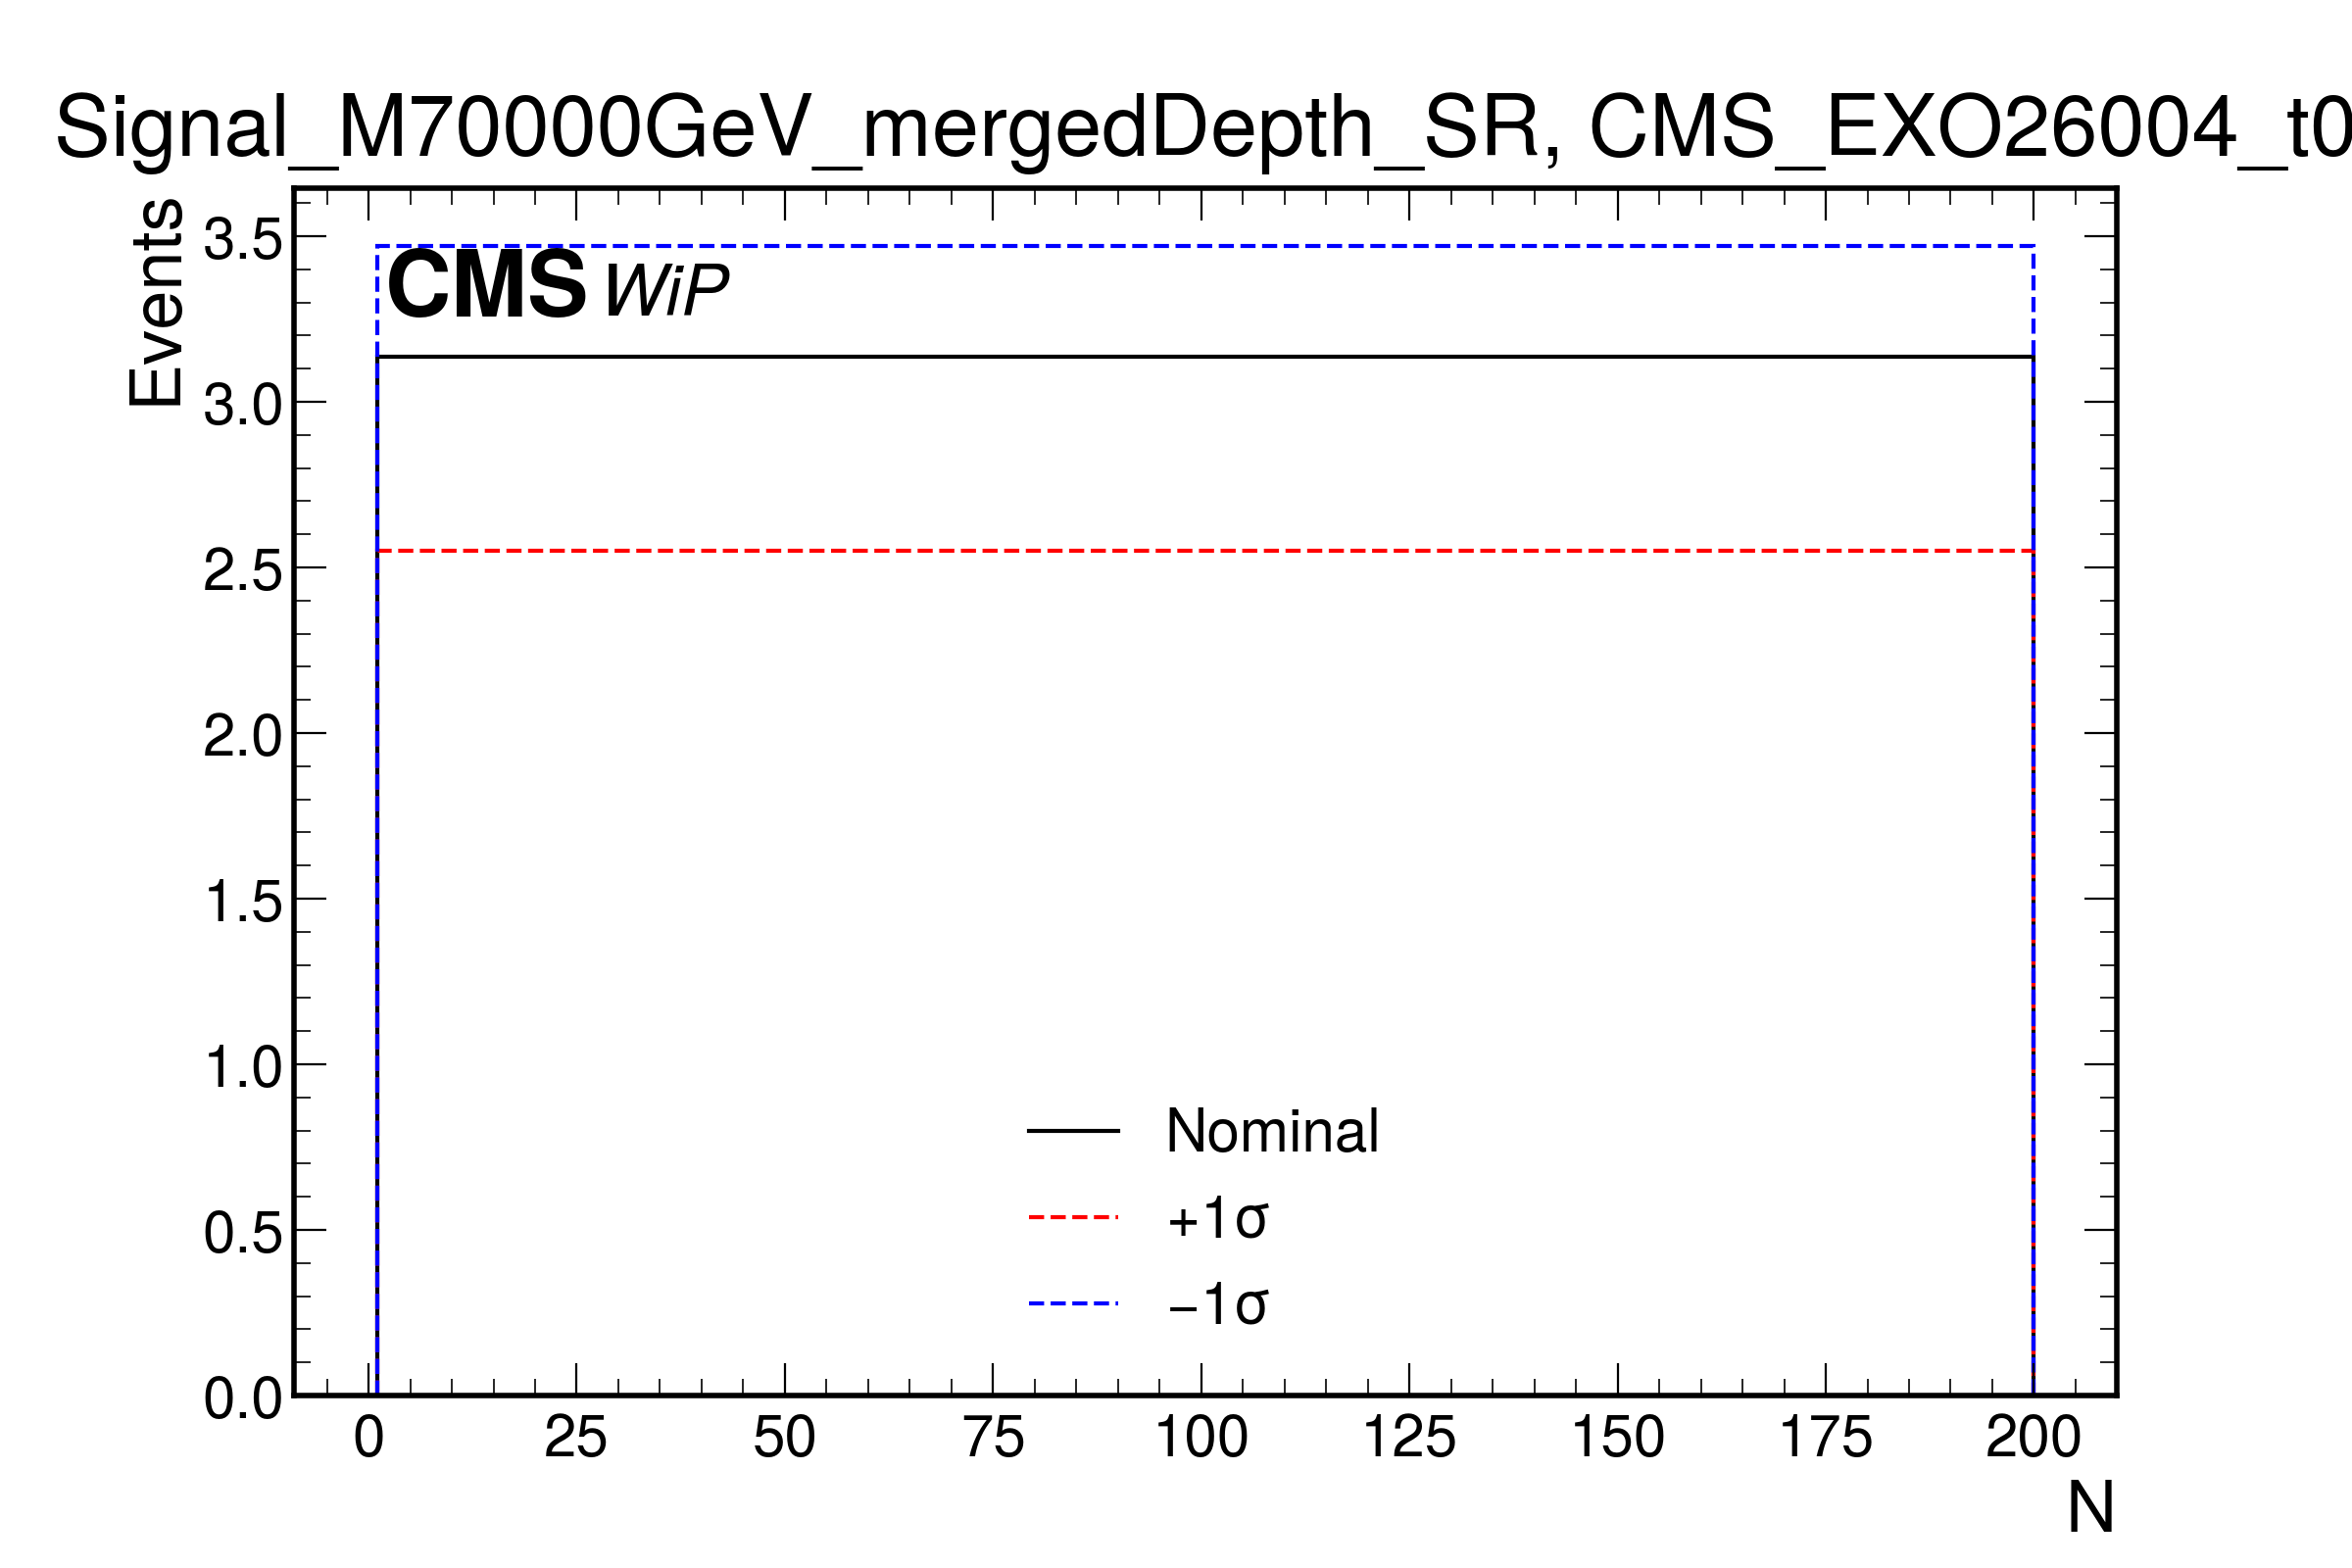 Signal_M70000GeV_mergedDepth_SR, CMS_EXO26004_t0
Events
CMS WiP
3.5
3.0
2.5
2.0
1.5
1.0
0.5
0.0
Nominal
+1σ
−1σ
0 25 50 75 100 125 150 175 200
N